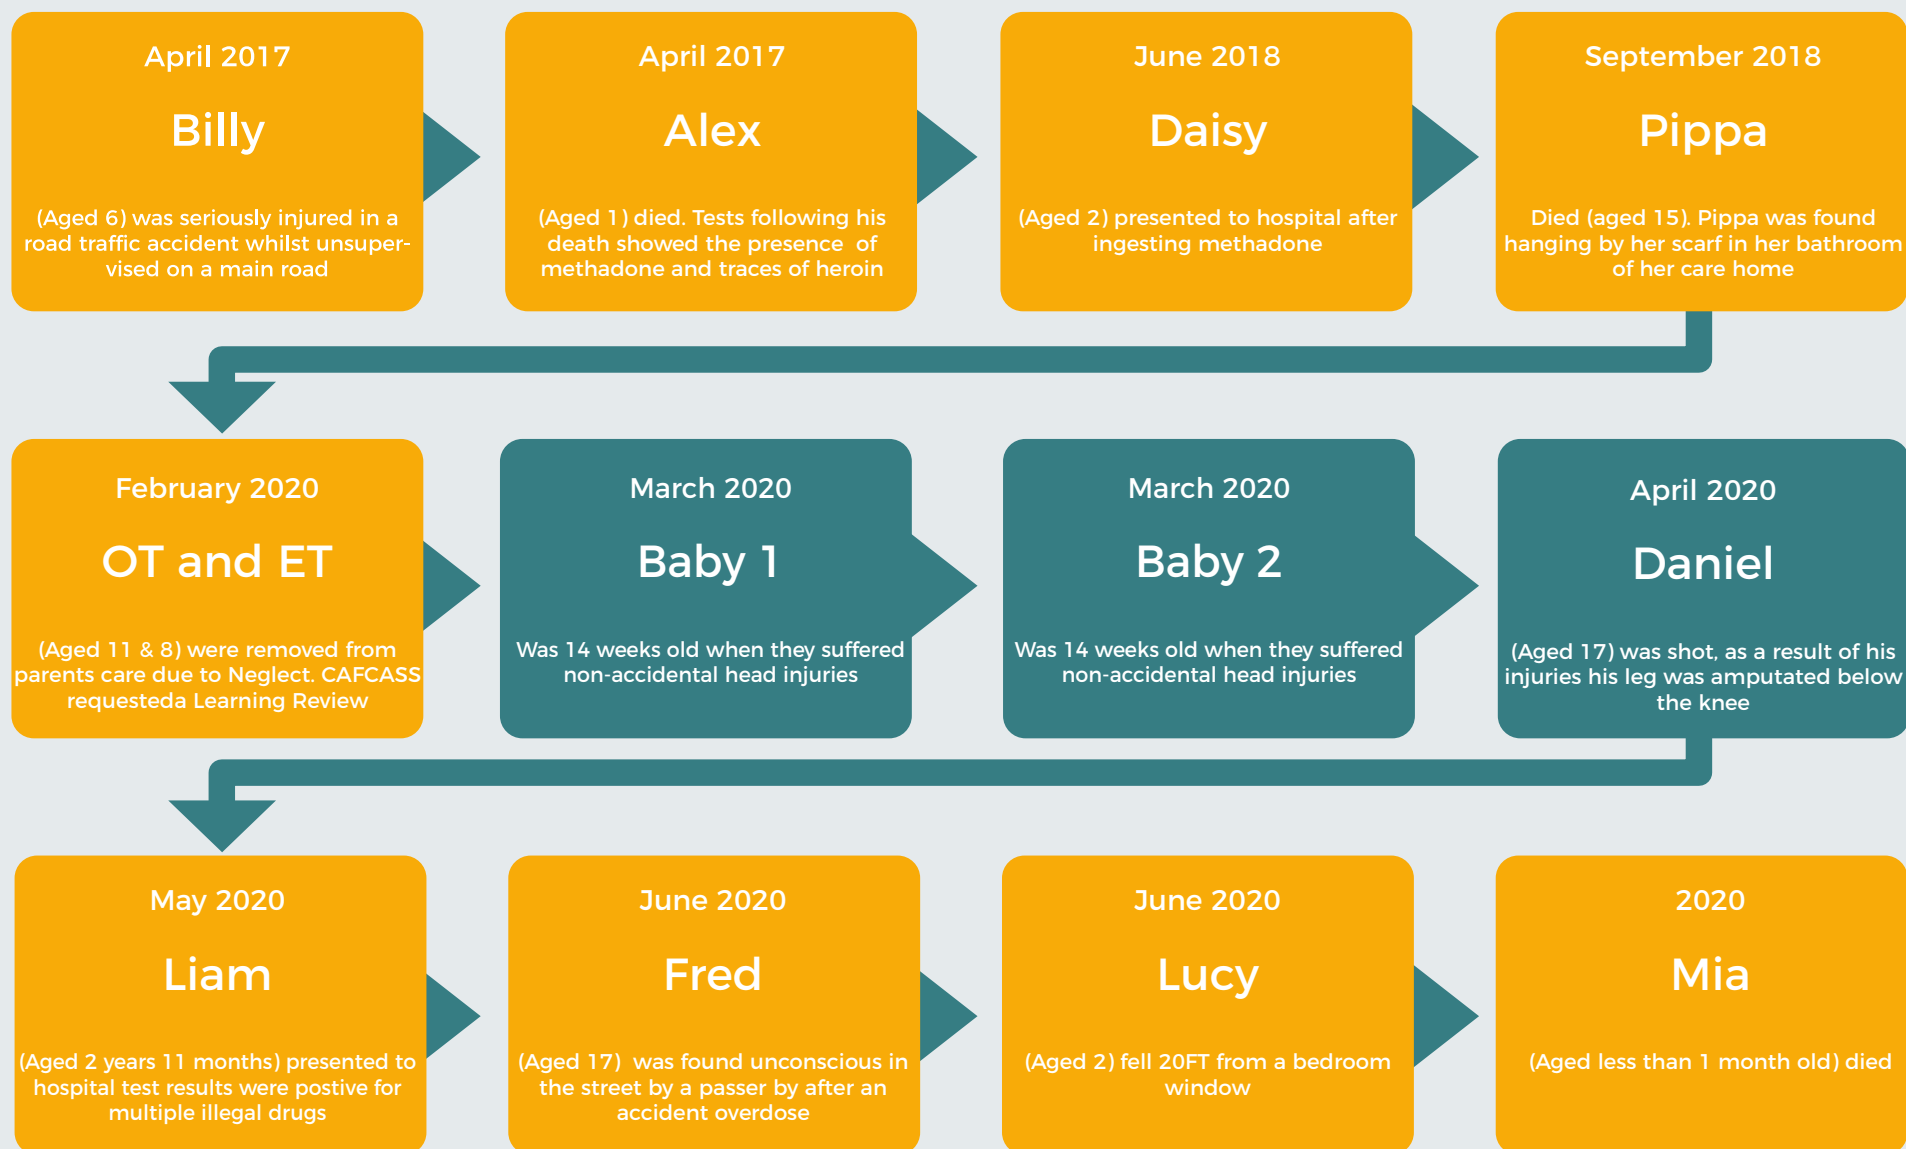 April 2017
Billy
(Aged 6) was seriously injured in a
road traffic accident whilst unsuper-
vised on a main road
April 2017
Alex
(Aged 1) died. Tests following his
death showed the presence  of
methadone and traces of heroin
June 2018
Daisy
(Aged 2) presented to hospital after
ingesting methadone
September 2018
Pippa
Died (aged 15). Pippa was found
hanging by her scarf in her bathroom
of her care home
February 2020
OT and ET
(Aged 11 & 8) were removed from
parents care due to Neglect. CAFCASS
requesteda Learning Review
March 2020
Baby 1
Was 14 weeks old when they suffered
non-accidental head injuries
March 2020
Baby 2
Was 14 weeks old when they suffered
non-accidental head injuries
April 2020
Daniel
(Aged 17) was shot, as a result of his
injuries his leg was amputated below
the knee
May 2020
Liam
(Aged 2 years 11 months) presented to
hospital test results were postive for
multiple illegal drugs
June 2020
Fred
(Aged 17)  was found unconscious in
the street by a passer by after an
accident overdose
June 2020
Lucy
(Aged 2) fell 20FT from a bedroom
window
2020
Mia
(Aged less than 1 month old) died